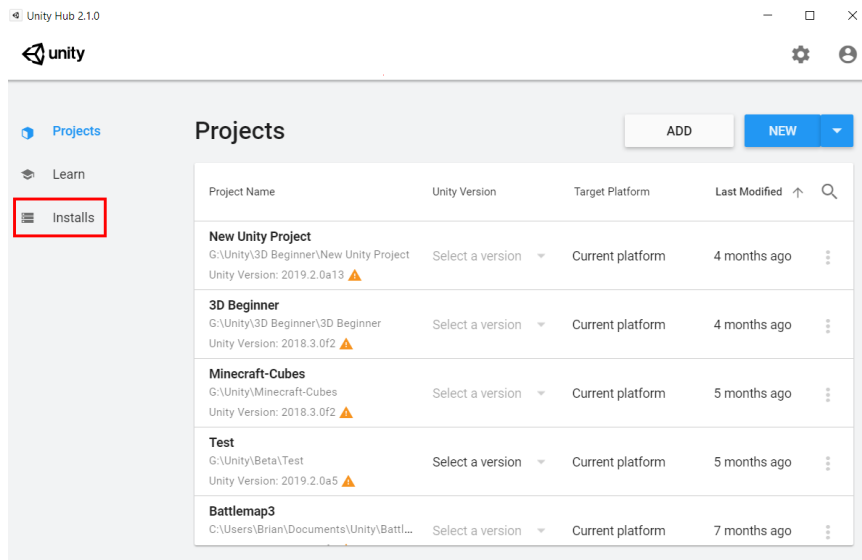 Unity Hub 2.1.0
unity
Projects
Learn
Installs
Projects
ADD
NEW
Project Name Unity Version Target Platform Last Modified
New Unity Project
G:\Unity\3D Beginner\New Unity Project Select a version Current platform 4 months ago
Unity Version: 2019.2.0a13
3D Beginner
G:\Unity\3D Beginner\3D Beginner Select a version Current platform 4 months ago
Unity Version: 2018.3.0f2
Minecraft-Cubes
G:\Unity\Minecraft-Cubes Select a version Current platform 5 months ago
Unity Version: 2018.3.0f2
Test
G:\Unity\Beta\Test Select a version Current platform 5 months ago
Unity Version: 2019.2.0a5
Battlemap3
C:\Users\Brian\Documents\Unity\Battl... Select a version Current platform 7 months ago